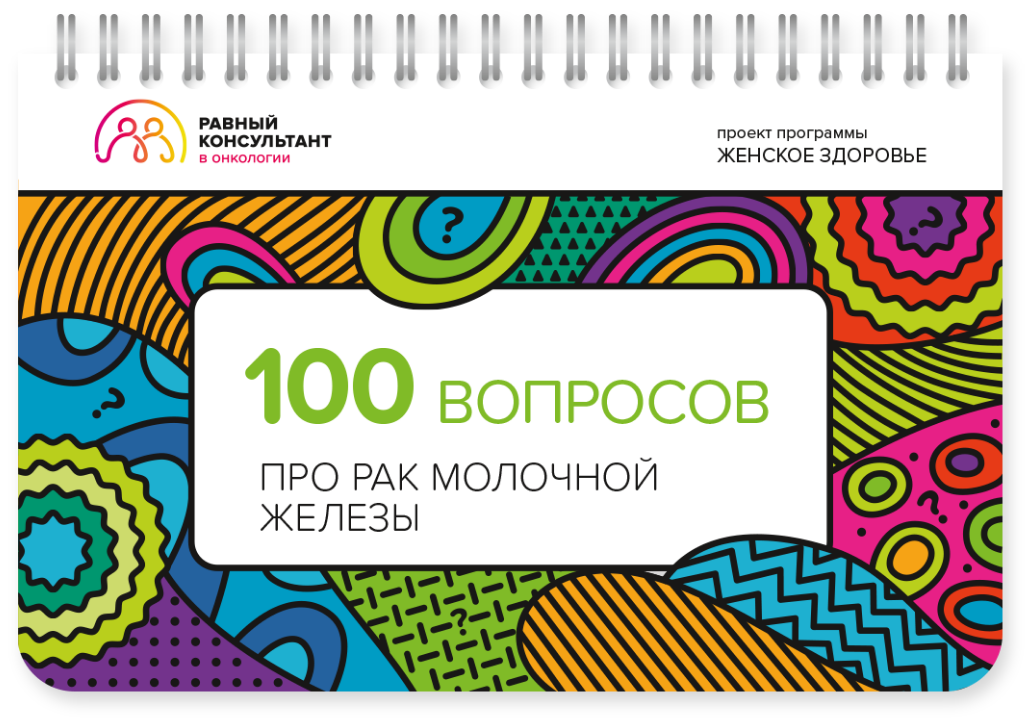 РАВНЫЙ
КОНСУЛЬТАНТ
в онкологии
проект программы
ЖЕНСКОЕ ЗДОРОВЬЕ
?
?
?
100 ВОПРОСОВ
ПРО РАК МОЛОЧНОЙ
ЖЕЛЕЗЫ
?
?